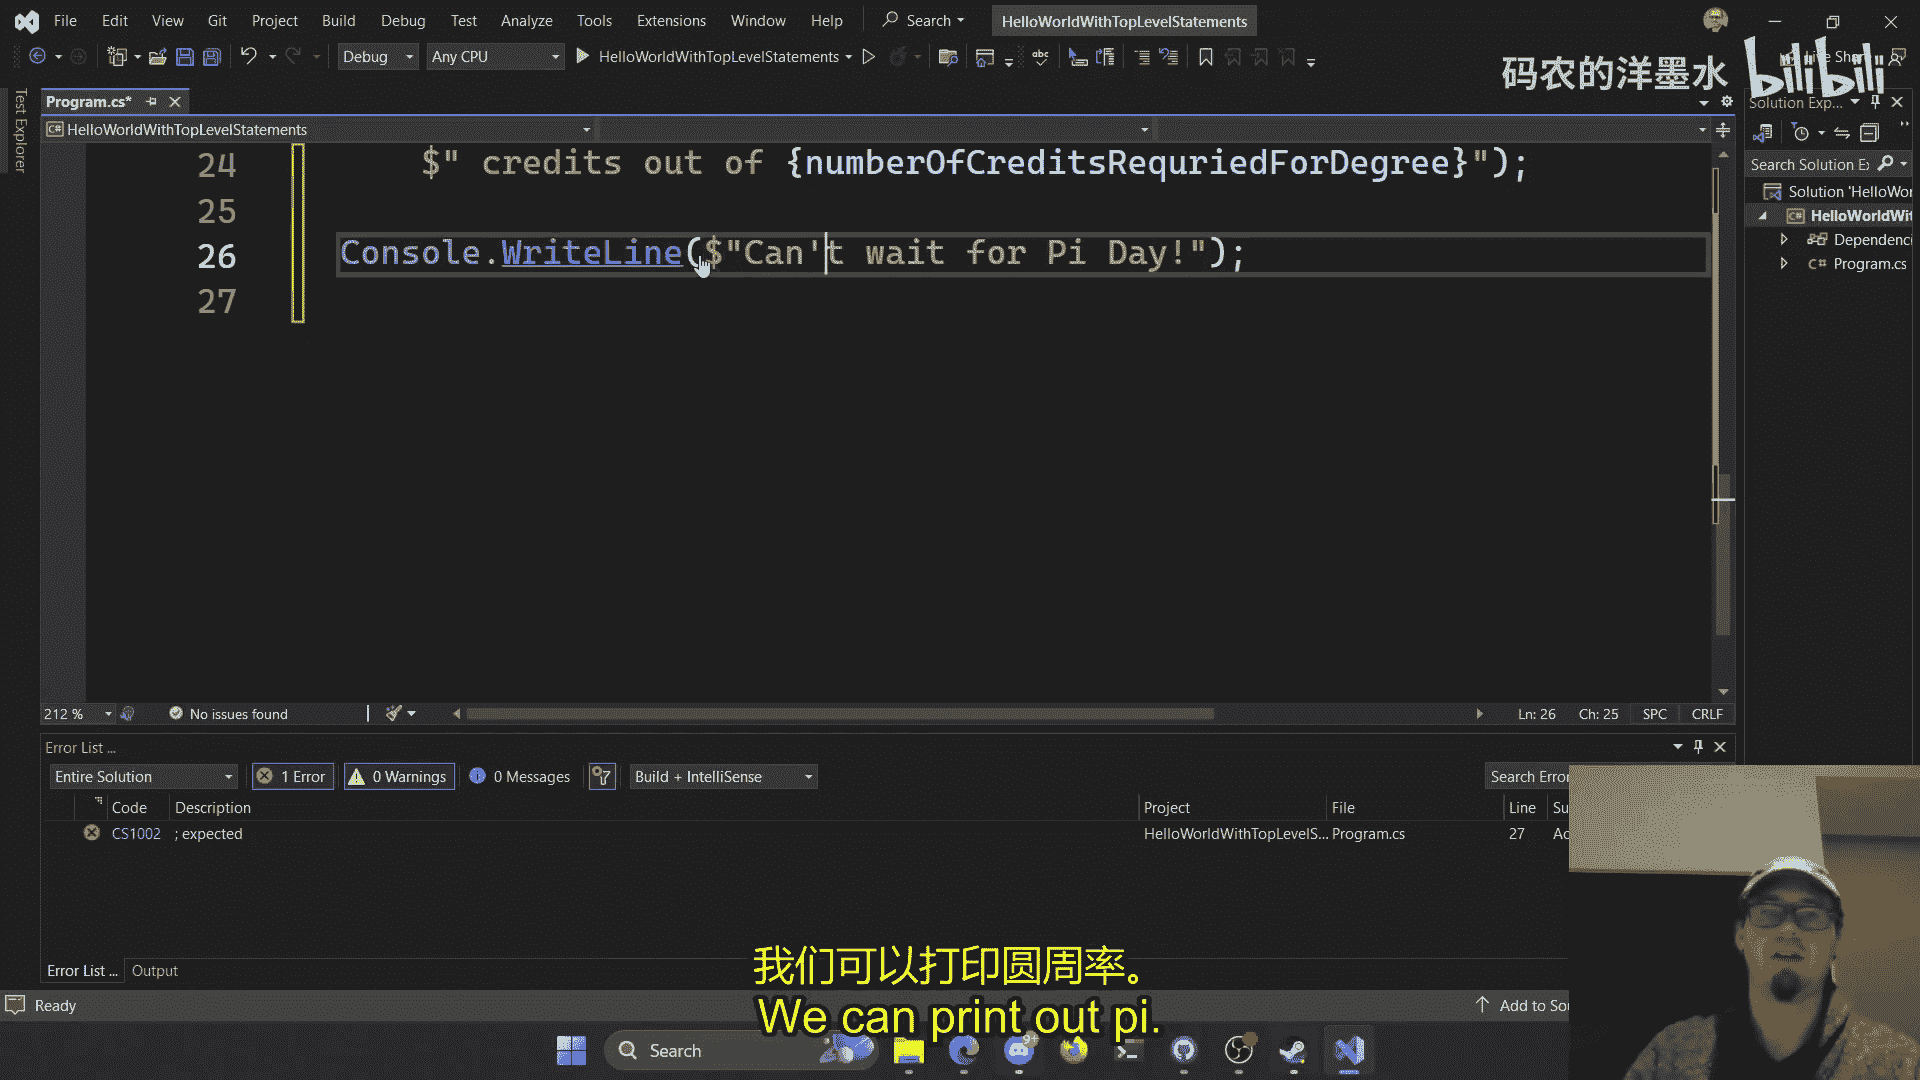 File Edit View Git Project Build Debug Test Analyze Tools Extensions Window Help Search HelloWorldWithTopLevelStatements
Debug Any CPU HelloWorldWithTopLevelStatements
码农的洋墨水 bilibili
Test Explorer
Program.cs*
Solution Exp...
C# HelloWorldWithTopLevelStatements
Search Solution E
24 $" credits out of {numberOfCreditsRequriedForDegree}");
25
26 Console.WriteLine($"Can't wait for Pi Day!");
27
Solution 'HelloWor
C# HelloWorldWit
Dependenci
C# Program.cs
212 % No issues found Ln: 26 Ch: 25 SPC CRLF
Error List ...
Entire Solution 1 Error 0 Warnings 0 Messages Build + IntelliSense Search Error
Code Description Project File Line Su
CS1002 ; expected HelloWorldWithTopLevelS... Program.cs 27 Ac
我们可以打印圆周率。
Error List ... Output
Ready Add to Sou
We can print out pi.
Search 9+